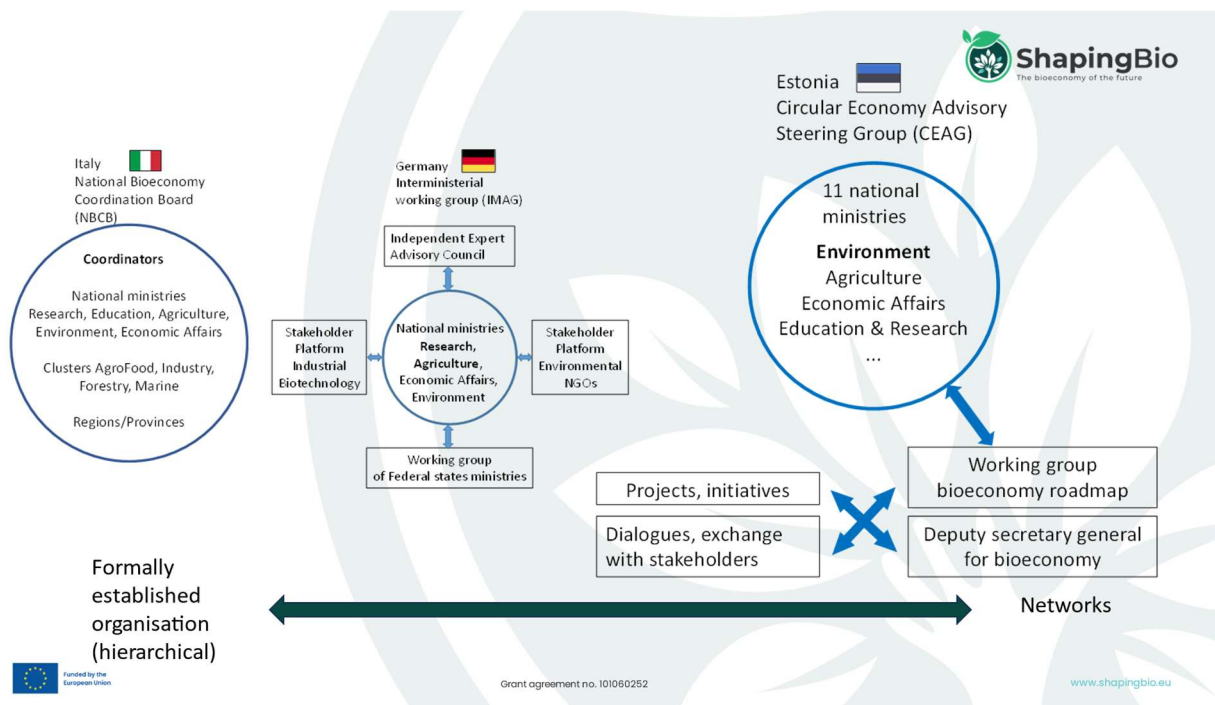 ShapingBio
The bioeconomy of the future
Italy
National Bioeconomy
Coordination Board
(NBCB)
Coordinators
National ministries
Research, Education, Agriculture,
Environment, Economic Affairs
Clusters AgroFood, Industry,
Forestry, Marine
Regions/Provinces
Germany
Interministerial
working group (IMAG)
Independent Expert
Advisory Council
Stakeholder
Platform
Industrial
Biotechnology
National ministries
Research,
Agriculture,
Economic Affairs,
Environment
Stakeholder
Platform
Environmental
NGOs
Working group
of Federal states ministries
Estonia
Circular Economy Advisory
Steering Group (CEAG)
11 national
ministries
Environment
Agriculture
Economic Affairs
Education & Research
...
Projects, initiatives
Dialogues, exchange
with stakeholders
Working group
bioeconomy roadmap
Deputy secretary general
for bioeconomy
Formally
established
organisation
(hierarchical)
Networks
Funded by the
European Union
Grant agreement no. 101060252
www.shapingbio.eu